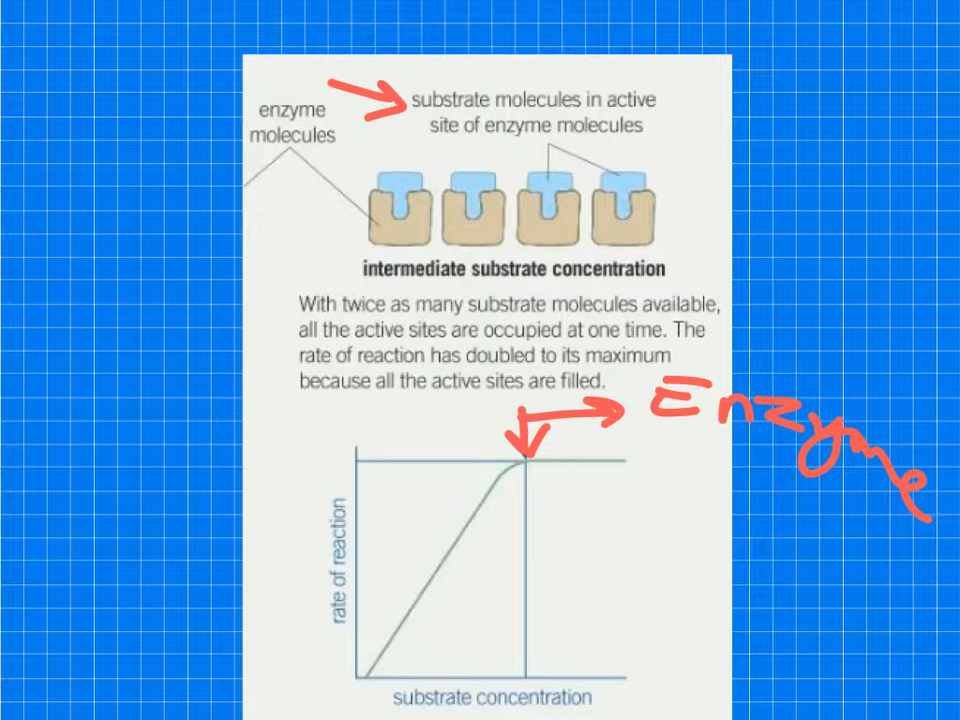 enzyme
molecules
substrate molecules in active
site of enzyme molecules
intermediate substrate concentration
With twice as many substrate molecules available,
all the active sites are occupied at one time. The
rate of reaction has doubled to its maximum
because all the active sites are filled.
Enzyme
rate of reaction
substrate concentration